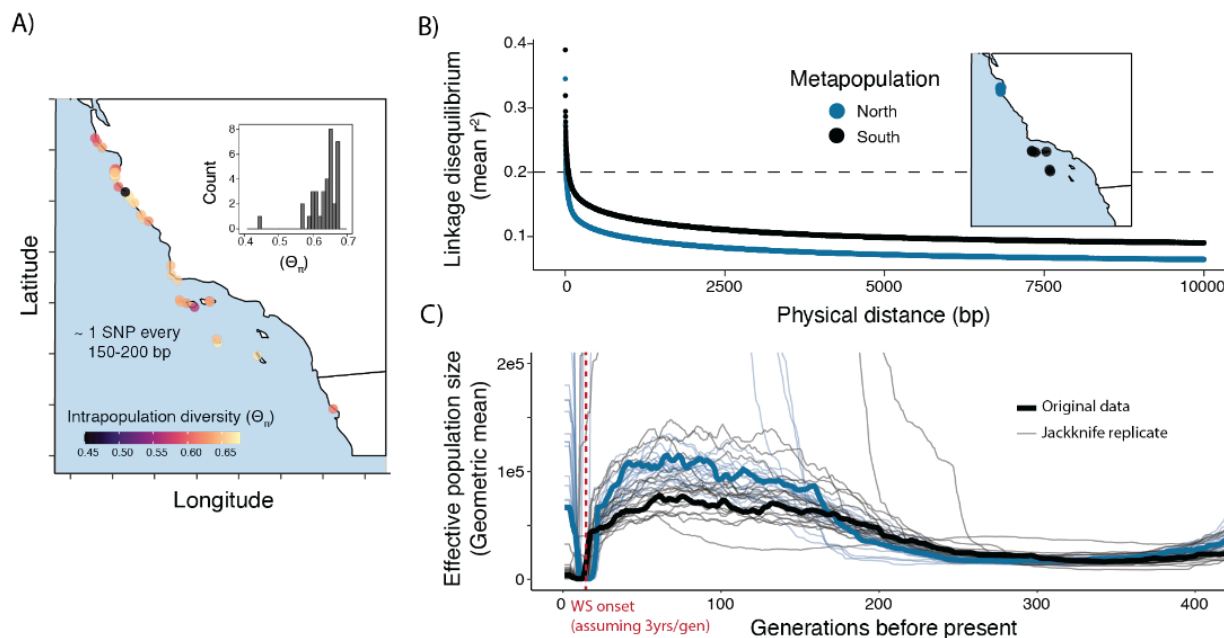 A)
Latitude
Longitude
~ 1 SNP every
150-200 bp
Intrapopulation diversity (Θπ)
0.45 0.50 0.55 0.60 0.65
Count
8
6
4
2
0
0.4 0.5 0.6 0.7
(Θπ)
B)
Linkage disequilibrium
(mean r²)
0.4
0.3
0.2
0.1
Metapopulation
North
South
0 2500 5000 7500 10000
Physical distance (bp)
C)
Effective population size
(Geometric mean)
2e5
1e5
0
Original data
Jackknife replicate
0 100 200 300 400
WS onset
(assuming 3yrs/gen)
Generations before present